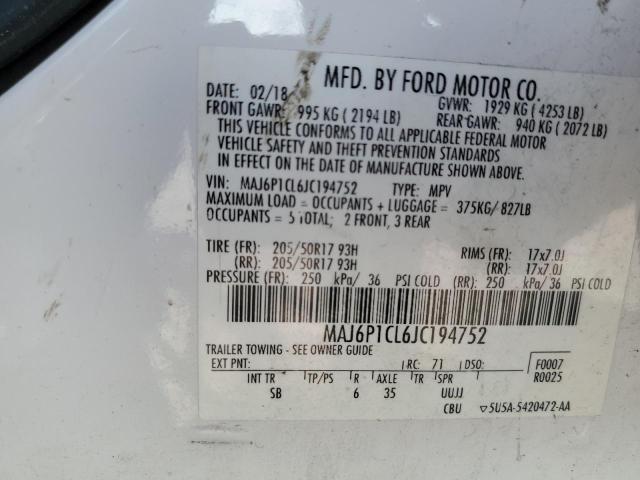 MFD. BY FORD MOTOR CO.
DATE: 02/18 GVWR: 1929 KG ( 4253 LB)
FRONT GAWR: 995 KG ( 2194 LB) REAR GAWR: 940 KG ( 2072 LB)
THIS VEHICLE CONFORMS TO ALL APPLICABLE FEDERAL MOTOR
VEHICLE SAFETY AND THEFT PREVENTION STANDARDS
IN EFFECT ON THE DATE OF MANUFACTURE SHOWN ABOVE.
VIN: MAJ6P1CL6JC194752 TYPE: MPV
MAXIMUM LOAD = OCCUPANTS + LUGGAGE = 375KG/ 827LB
OCCUPANTS = 5 TOTAL; 2 FRONT, 3 REAR
TIRE (FR): 205/50R17 93H RIMS (FR): 17x7.0J
(RR): 205/50R17 93H (RR): 17x7.0J
PRESSURE (FR): 250 kPa/ 36 PSI COLD (RR): 250 kPa/ 36 PSI COLD
MAJ6P1CL6JC194752
TRAILER TOWING - SEE OWNER GUIDE
EXT PNT: RC: 71 DSO: F0007
R0025
INT TR TP/PS R AXLE TR SPR
SB 6 35 UUJJ
CBU 5U5A-5420472-AA